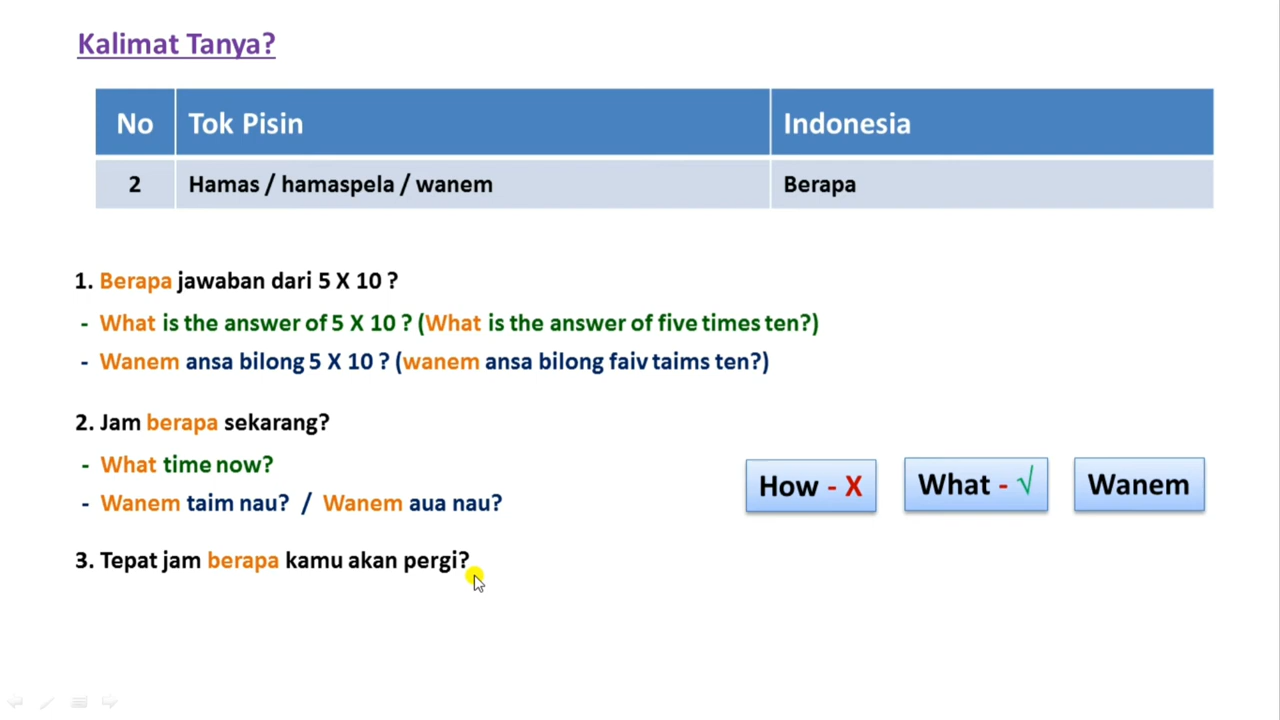 Kalimat Tanya?
No Tok Pisin Indonesia
2 Hamas / hamaspela / wanem Berapa
1. Berapa jawaban dari 5 X 10 ?
- What is the answer of 5 X 10 ? (What is the answer of five times ten?)
- Wanem ansa bilong 5 X 10 ? (wanem ansa bilong faiv taims ten?)
2. Jam berapa sekarang?
- What time now?
- Wanem taim nau? / Wanem aua nau?
How - X What - √ Wanem
3. Tepat jam berapa kamu akan pergi?